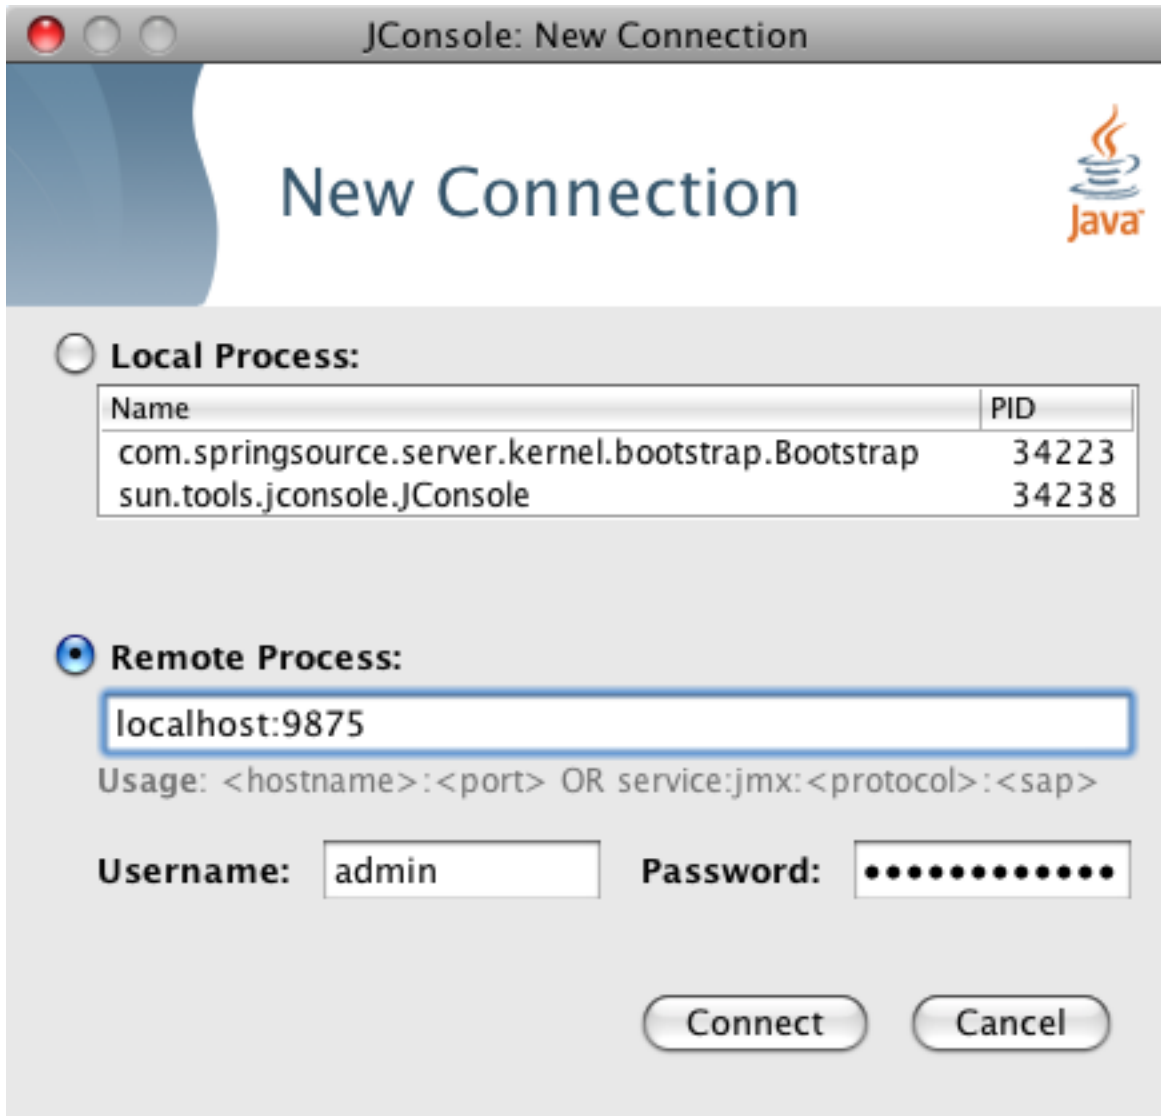 JConsole: New Connection
New Connection
Java
Local Process:
Name PID
com.springsource.server.kernel.bootstrap.Bootstrap 34223
sun.tools.jconsole.JConsole 34238
Remote Process:
localhost:9875
Usage: <hostname>:<port> OR service:jmx:<protocol>:<sap>
Username: admin Password: ••••••••••••
Connect Cancel